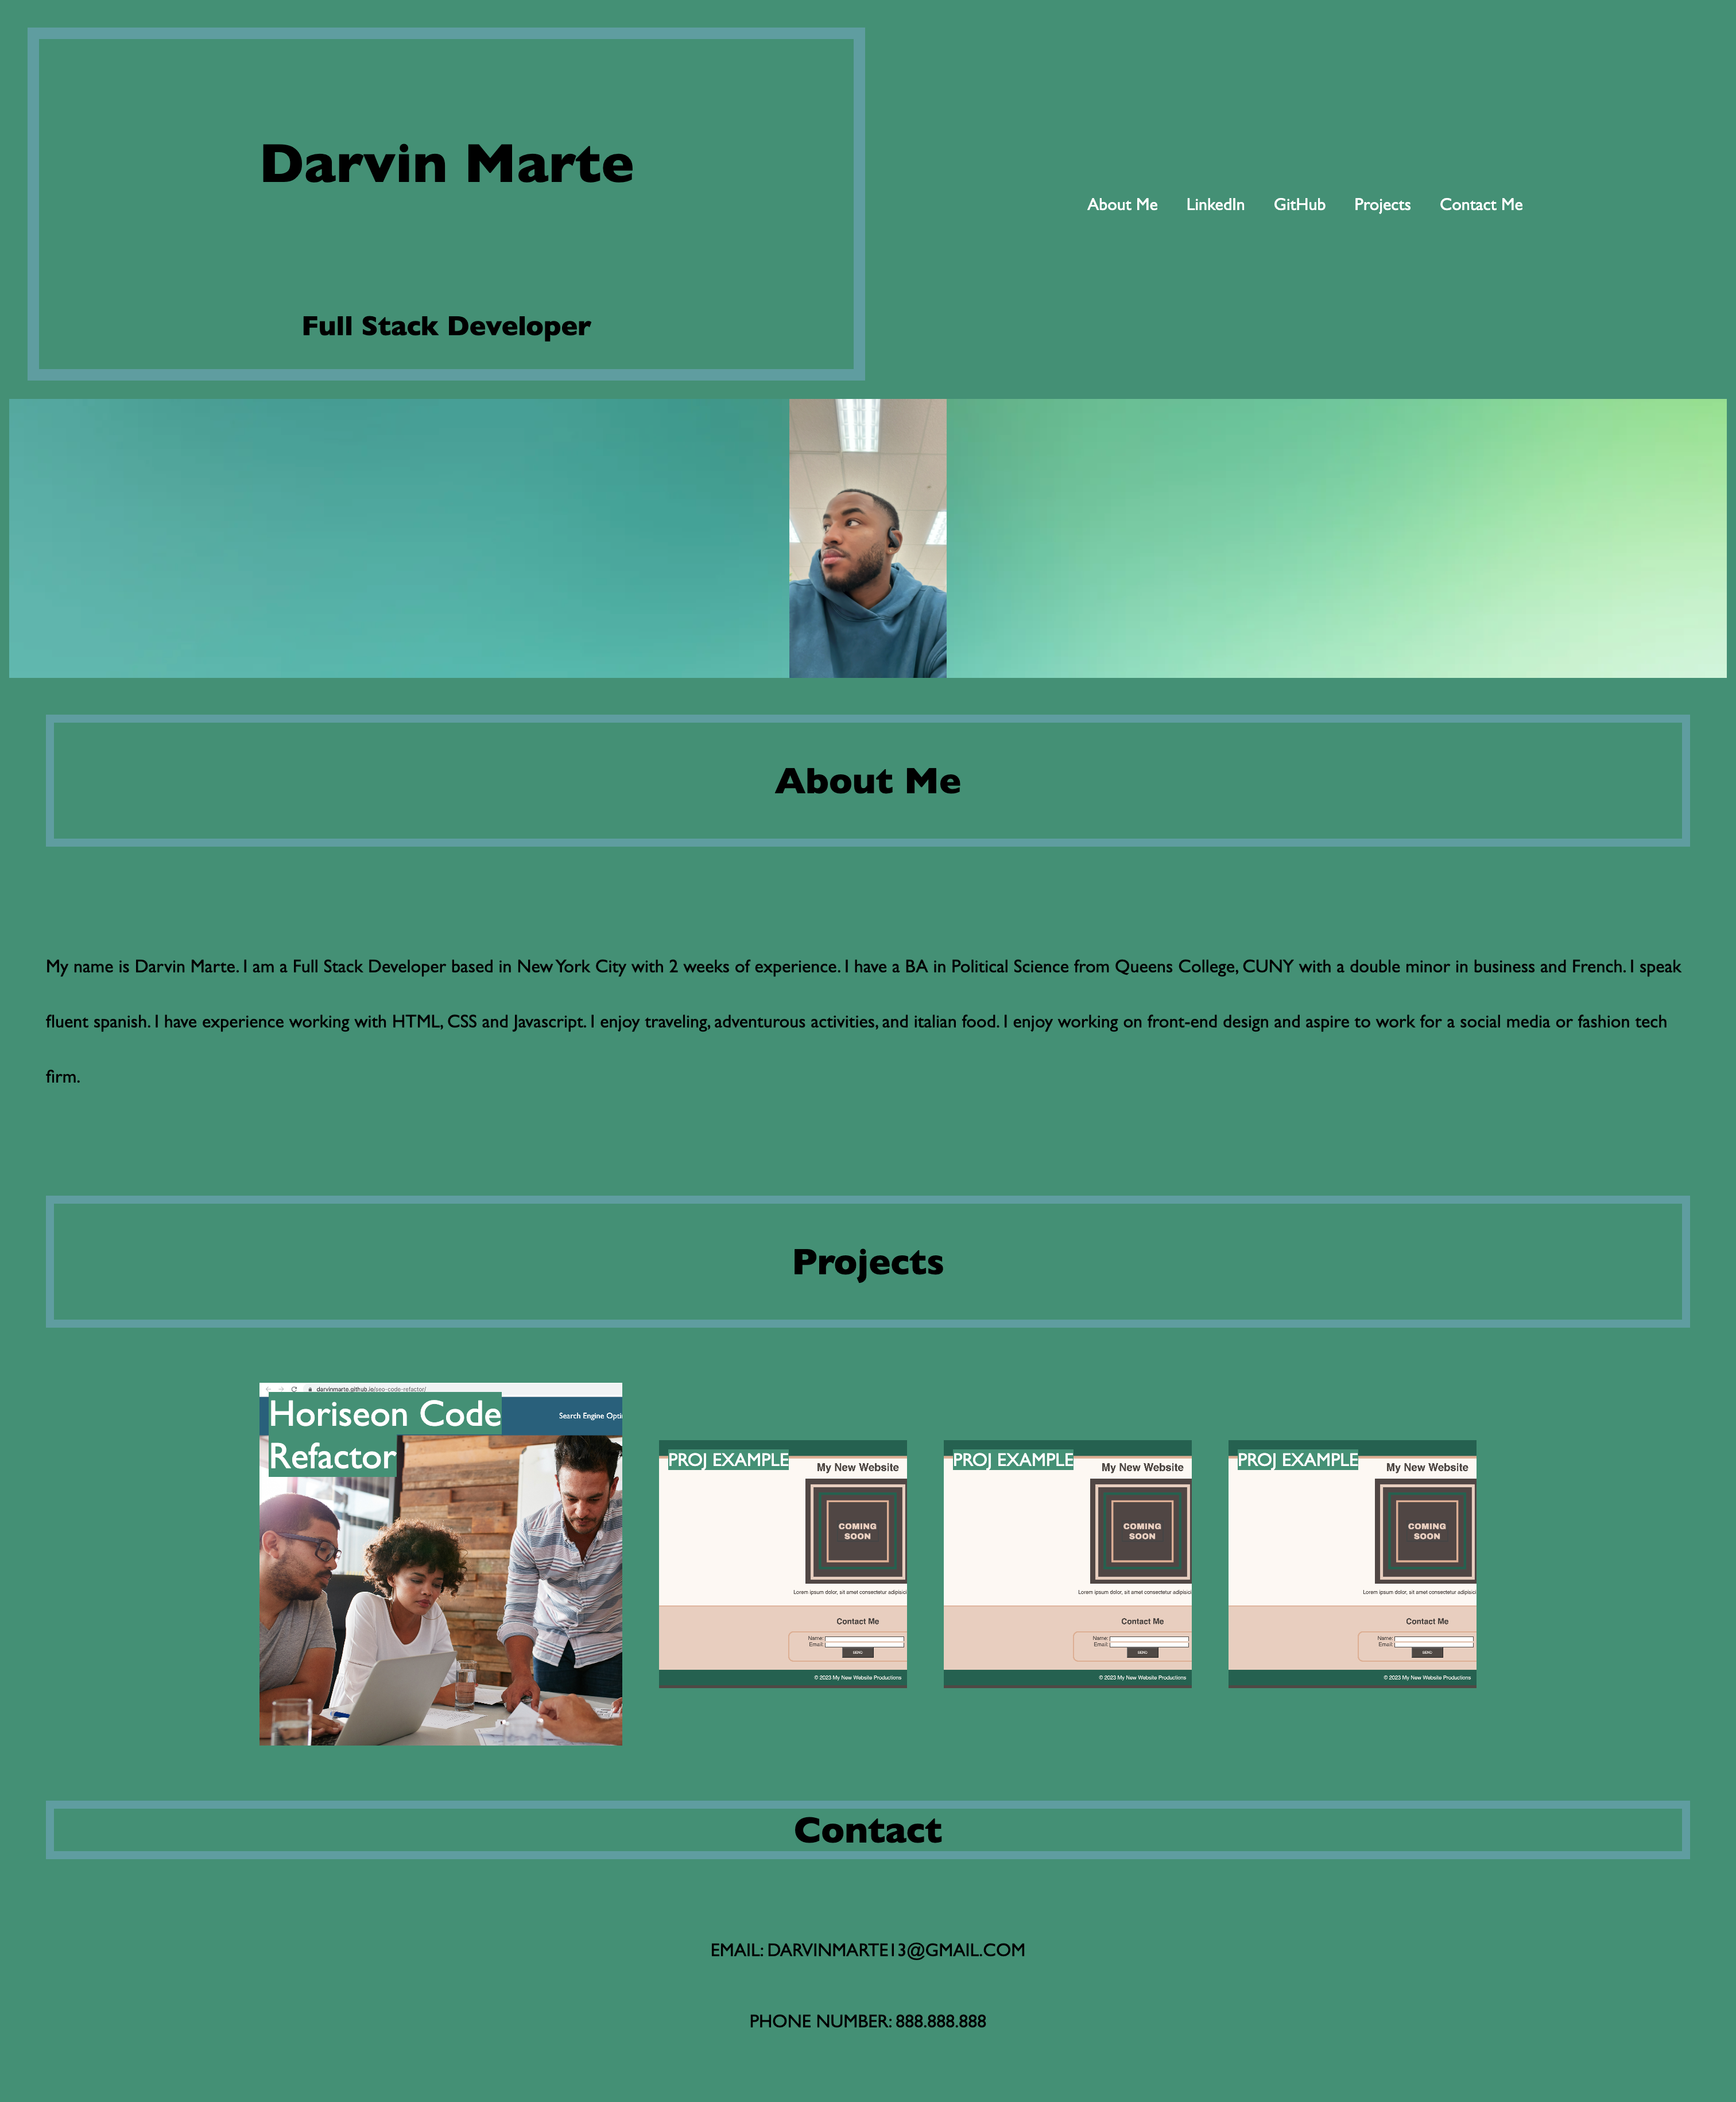 Darvin Marte
Full Stack Developer
About Me LinkedIn GitHub Projects Contact Me
About Me
My name is Darvin Marte. I am a Full Stack Developer based in New York City with 2 weeks of experience. I have a BA in Political Science from Queens College, CUNY with a double minor in business and French. I speak
fluent spanish. I have experience working with HTML, CSS and Javascript. I enjoy traveling, adventurous activities, and italian food. I enjoy working on front-end design and aspire to work for a social media or fashion tech
firm.
Projects
darvinmarte.github.io/seo-code-refactor/
Horiseon Code
Refactor
Search Engine Opti
PROJ EXAMPLE
My New Website
COMING
SOON
Lorem ipsum dolor, sit amet consectetur adipisici
Contact Me
Name:
Email:
SEND
© 2023 My New Website Productions
PROJ EXAMPLE
My New Website
COMING
SOON
Lorem ipsum dolor, sit amet consectetur adipisici
Contact Me
Name:
Email:
SEND
© 2023 My New Website Productions
PROJ EXAMPLE
My New Website
COMING
SOON
Lorem ipsum dolor, sit amet consectetur adipisici
Contact Me
Name:
Email:
SEND
© 2023 My New Website Productions
Contact
EMAIL: DARVINMARTE13@GMAIL.COM
PHONE NUMBER: 888.888.888